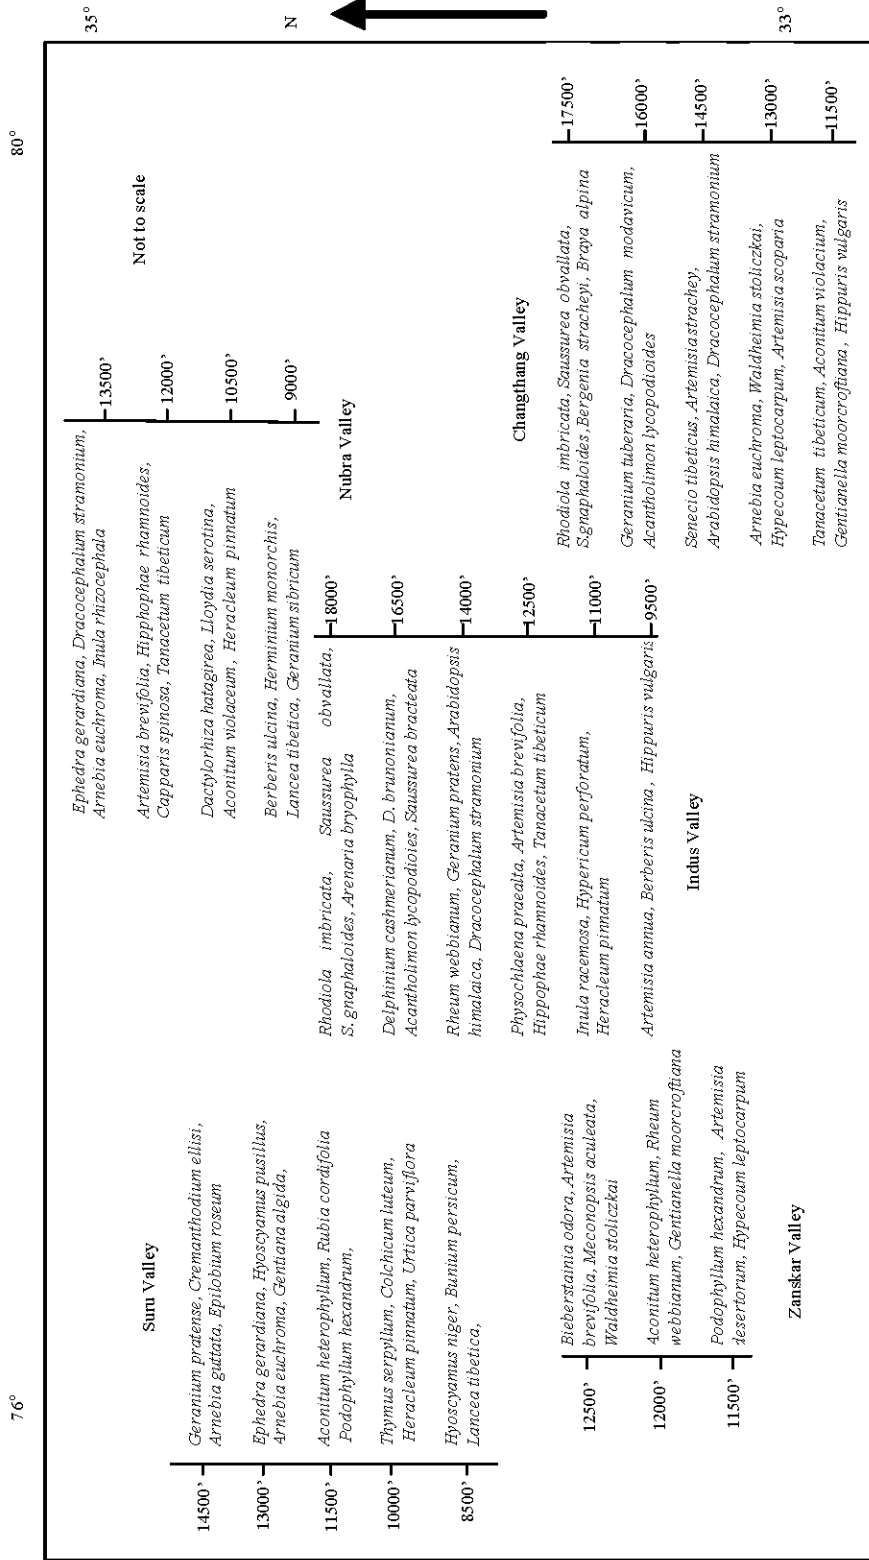 76°
80°
35°
N
33°
Not to scale
Suru Valley
14500’
Geranium pratense, Cremanthodium ellisi,
Arnebia guttata, Epilobium roseum
13000’
Ephedra gerardiana, Hyoscyamus pusillus,
Arnebia euchroma, Gentiana algida,
11500’
Aconitum heterophyllum, Rubia cordifolia
Podophyllum hexandrum,
10000’
Thymus serpyllum, Colchicum luteum,
Heracleum pinnatum, Urtica parviflora
8500’
Hyoscyamus niger, Bunium persicum,
Lancea tibetica,
12500’
Bieberstainia odora, Artemisia
brevifolia, Meconopsis aculeata,
Waldheimia stoliczkai
12000’
Aconitum heterophyllum, Rheum
webbianum, Gentianella moorcroftiana
11500’
Podophyllum hexandrum, Artemisia
desertorum, Hypecoum leptocarpum
Zanskar Valley
Ephedra gerardiana, Dracocephalum stramonium,
Arnebia euchroma, Inula rhizocephala
13500’
Artemisia brevifolia, Hipphophae rhamnoides,
Capparis spinosa, Tanacetum tibeticum
12000’
Dactylorhiza hatagirea, Lloydia serotina,
Aconitum violaceum, Heracleum pinnatum
10500’
Berberis ulcina, Herminium monorchis,
Lancea tibetica, Geranium sibricum
9000’
Nubra Valley
Rhodiola imbricata, Saussurea obvallata,
S. gnaphaloides, Arenaria bryophylla
18000’
Delphinium cashmerianum, D. brunonianum,
Acantholimon lycopodioies, Saussurea bracteata
16500’
Rheum webbianum, Geranium pratens, Arabidopsis
himalaica, Dracocephalum stramonium
14000’
Physochlaena praealta, Artemisia brevifolia,
Hippophae rhamnoides, Tanacetum tibeticum
12500’
Inula racemosa, Hypericum perforatum,
Heracleum pinnatum
11000’
Artemisia annua, Berberis ulcina, Hippuris vulgaris
9500’
Indus Valley
Changthang Valley
Rhodiola imbricata, Saussurea obvallata,
S.gnaphaloides,Bergenia stracheyi, Braya alpina
17500’
Geranium tuberaria, Dracocephalum modavicum,
Acantholimon lycopodioides
16000’
Senecio tibeticus, Artemisia strachey,
Arabidopsis himalaica, Dracocephalum stramonium
14500’
Arnebia euchroma, Waldheimia stoliczkai,
Hypecoum leptocarpum, Artemisia scoparia
13000’
Tanacetum tibeticum, Aconitum violacium,
Gentianella moorcroftiana, Hippuris vulgaris
11500’